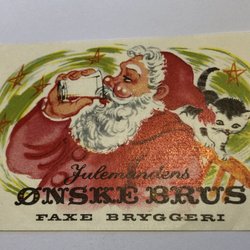 Julemandens
ØNSKE BRUS
FAXE BRYGGERI